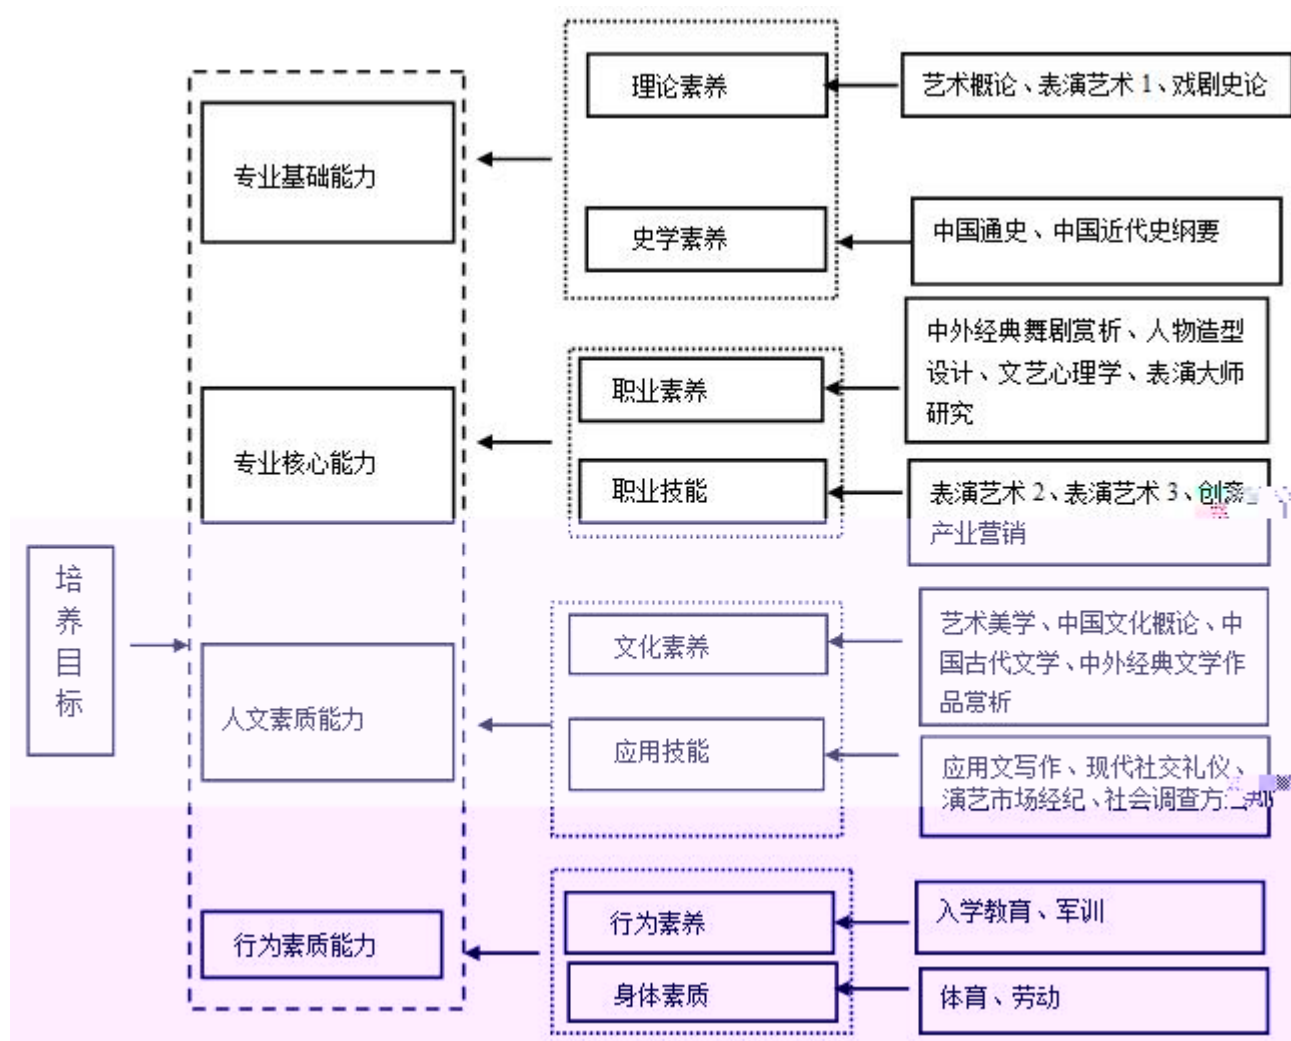 理论素养
艺术概论、表演艺术 1、戏剧史论
专业基础能力
史学素养
中国通史、中国近代史纲要
中外经典舞剧赏析、人物造型
设计、文艺心理学、表演大师
研究
职业素养
专业核心能力
职业技能
表演艺术 2、表演艺术 3、创意
产业营销
培
养
目
标
文化素养
艺术美学、中国文化概论、中
国古代文学、中外经典文学作
品赏析
人文素质能力
应用技能
应用文写作、现代社交礼仪、
演艺市场经纪、社会调查方
行为素质能力
行为素养
入学教育、军训
身体素质
体育、劳动